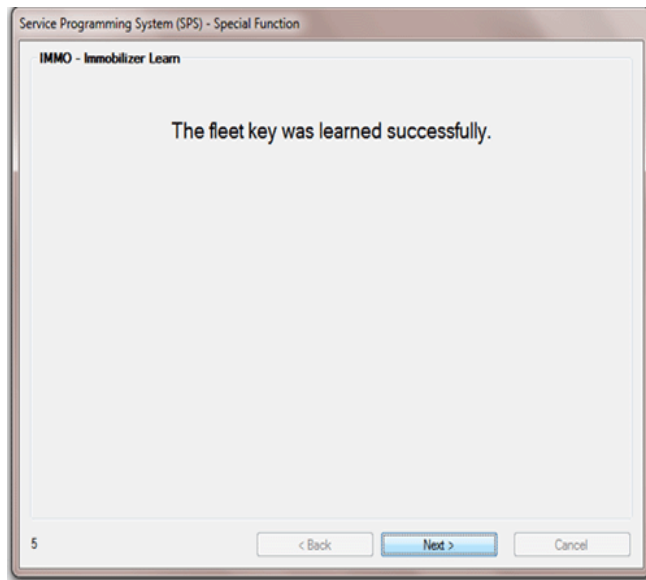 Service Programming System (SPS) - Special Function
IMMO - Immobilizer Learn
The fleet key was learned successfully.
5
< Back
Next >
Cancel